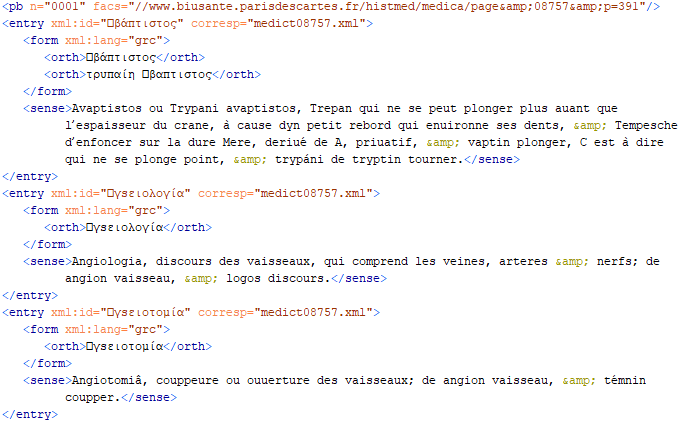 <pb n="0001" facs="//www.biusante.parisdescartes.fr/histmed/medica/page&amp;08757&amp;p=391"/>
<entry xml:id="▯βάπτιστος" corresp="medict08757.xml">
<form xml:lang="grc">
<orth>▯βάπτιστος</orth>
<orth>τρυπαίη ▯βαπτιστος</orth>
</form>
<sense>Avaptistos ou Trypani avaptistos, Trepan qui ne se peut plonger plus auant que
l’espaisseur du crane, à cause dyn petit rebord qui enuironne ses dents, &amp; Tempesche
d’enfoncer sur la dure Mere, deriué de A, priuatif, &amp; vaptin plonger, C est à dire
qui ne se plonge point, &amp; trypáni de tryptin tourner.</sense>
</entry>
<entry xml:id="▯γsειολογία" corresp="medict08757.xml">
<form xml:lang="grc">
<orth>▯γsειολογία</orth>
</form>
<sense>Angiologia, discours des vaisseaux, qui comprend les veines, arteres &amp; nerfs; de
angion vaisseau, &amp; logos discours.</sense>
</entry>
<entry xml:id="▯γsειοτομία" corresp="medict08757.xml">
<form xml:lang="grc">
<orth>▯γsειοτομία</orth>
</form>
<sense>Angiotomiâ, couppeure ou ouuerture des vaisseaux; de angion vaisseau, &amp; témnin
coupper.</sense>
</entry>